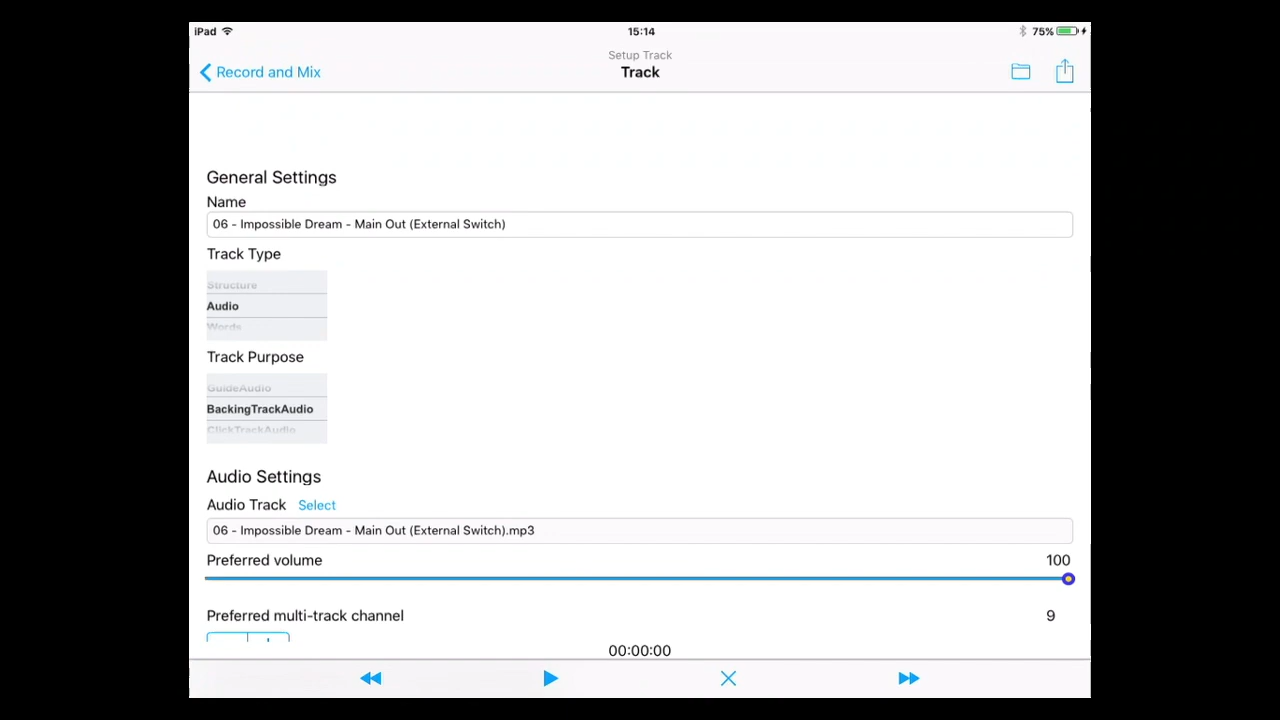 iPad 15:14 75%
Setup Track
Record and Mix Track
General Settings
Name
06 - Impossible Dream - Main Out (External Switch)
Track Type
Structure
Audio
Words
Track Purpose
GuideAudio
BackingTrackAudio
ClickTrackAudio
Audio Settings
Audio Track Select
06 - Impossible Dream - Main Out (External Switch).mp3
Preferred volume 100
Preferred multi-track channel 9
00:00:00